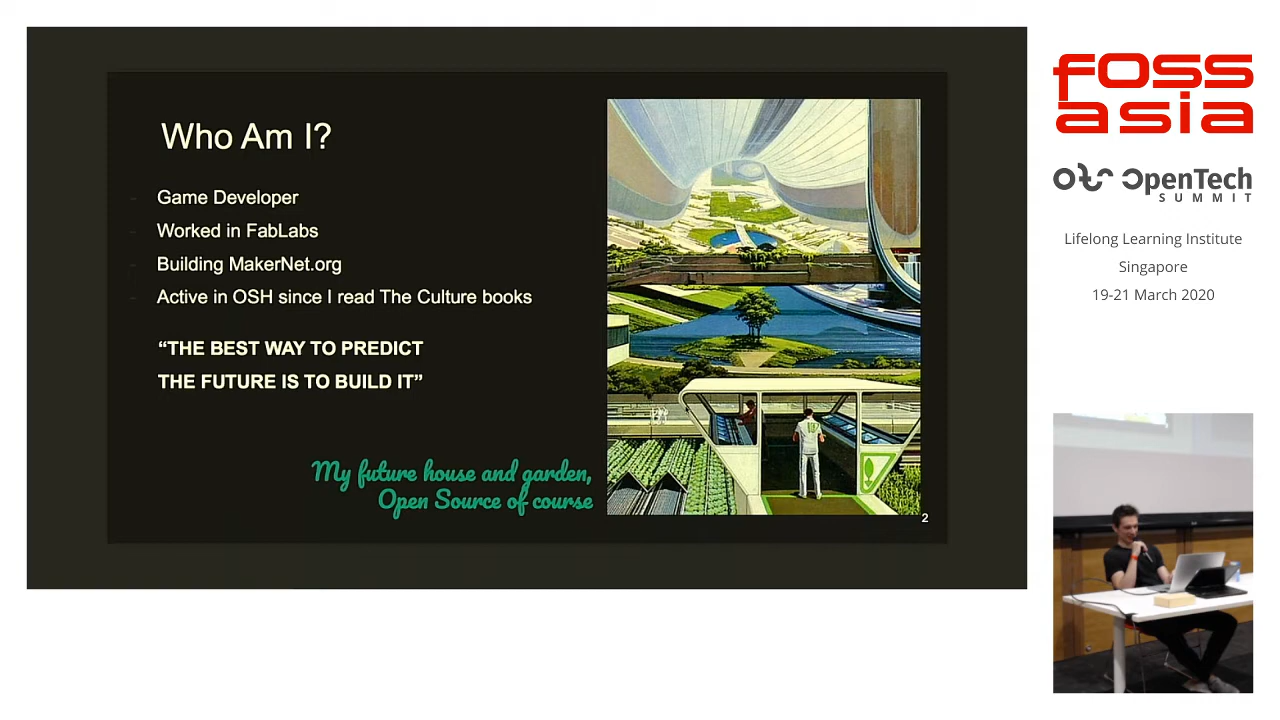 Who Am I?
- Game Developer
- Worked in FabLabs
- Building MakerNet.org
- Active in OSH since I read The Culture books
“THE BEST WAY TO PREDICT
THE FUTURE IS TO BUILD IT”
My future house and garden,
Open Source of course
2
FOSS
asia
OTS OpenTech
SUMMIT
Lifelong Learning Institute
Singapore
19-21 March 2020